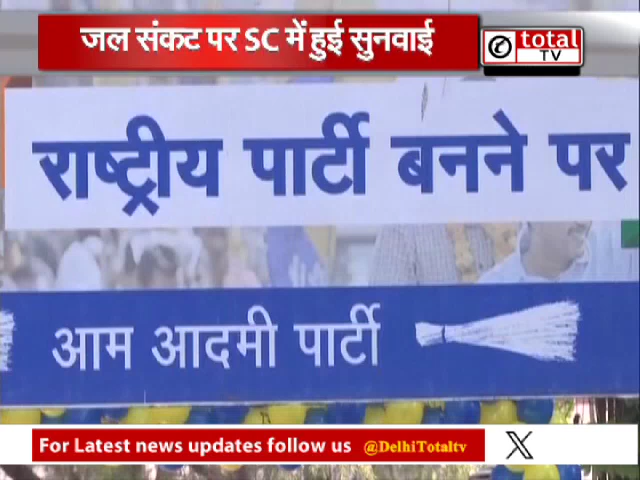 जल संकट पर SC में हुई सुनवाई
total
TV
राष्ट्रीय पार्टी बनने पर
आम आदमी पार्टी
For Latest news updates follow us @DelhiTotaltv
X